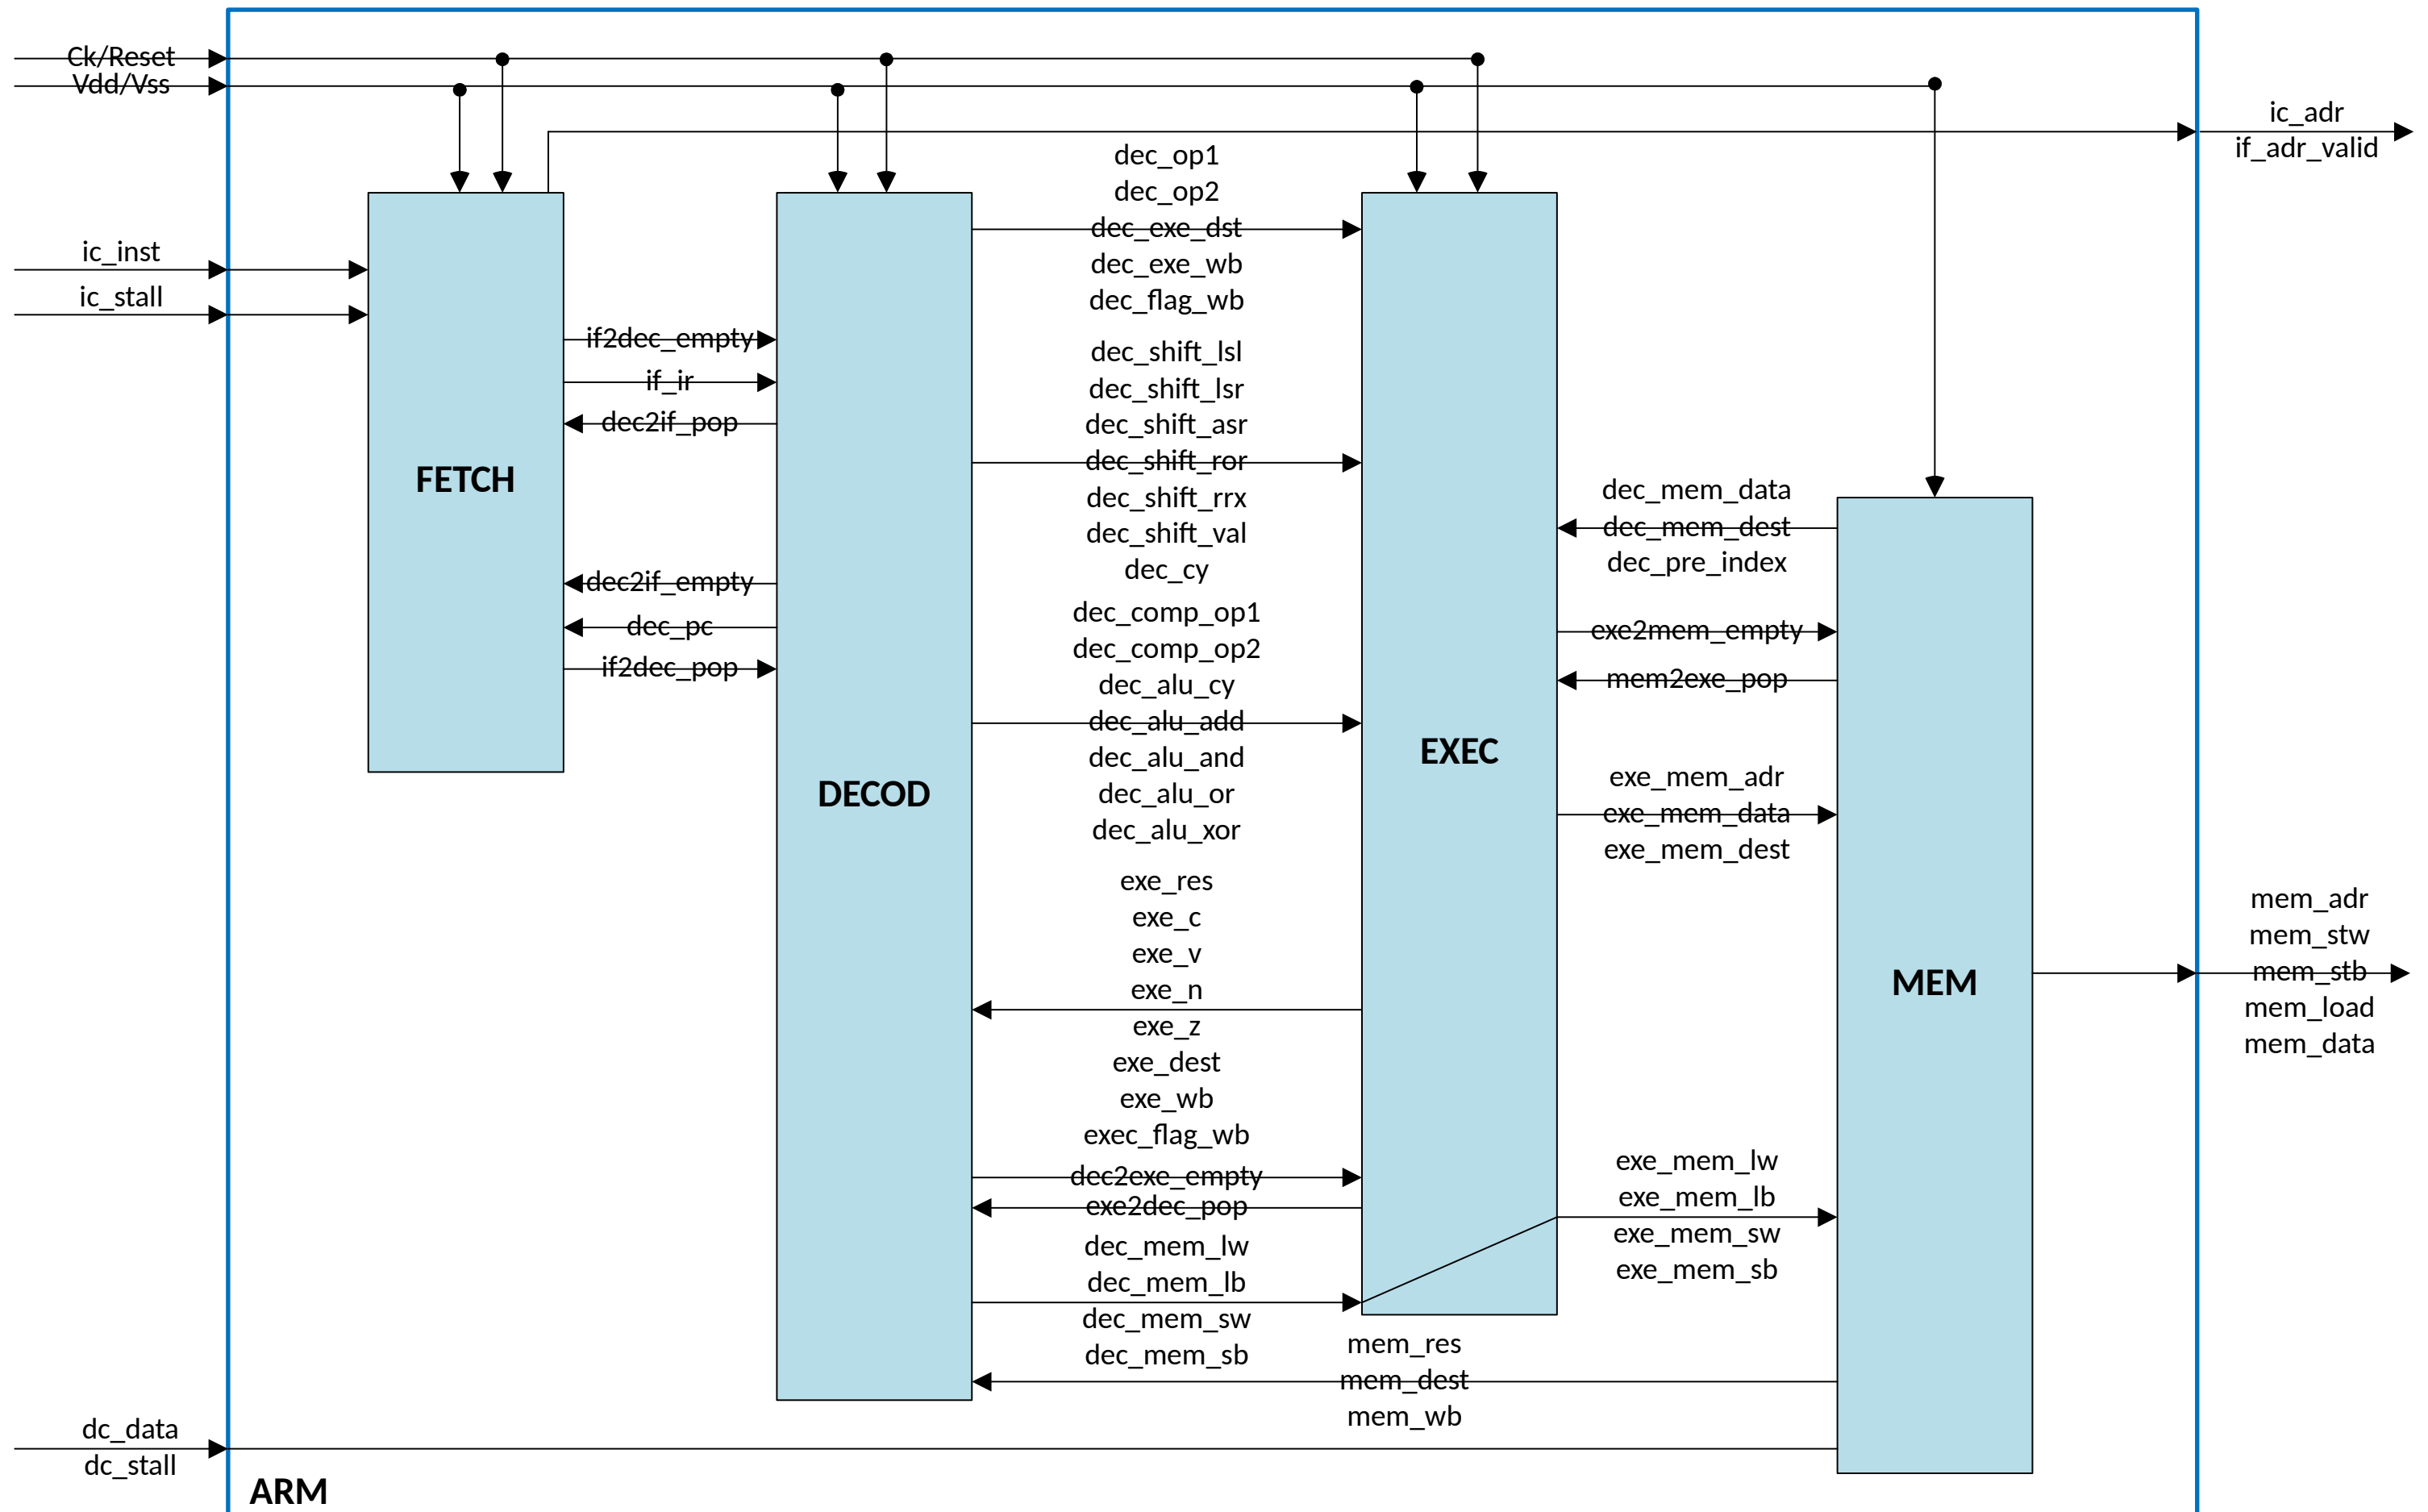 Ck/Reset
Vdd/Vss
ic_adr
if_adr_valid
ic_inst
ic_stall
FETCH
if2dec_empty
if_ir
dec2if_pop
dec2if_empty
dec_pc
if2dec_pop
DECOD
dec_op1
dec_op2
dec_exe_dst
dec_exe_wb
dec_flag_wb
dec_shift_lsl
dec_shift_lsr
dec_shift_asr
dec_shift_ror
dec_shift_rrx
dec_shift_val
dec_cy
dec_comp_op1
dec_comp_op2
dec_alu_cy
dec_alu_add
dec_alu_and
dec_alu_or
dec_alu_xor
exe_res
exe_c
exe_v
exe_n
exe_z
exe_dest
exe_wb
exec_flag_wb
dec2exe_empty
exe2dec_pop
dec_mem_lw
dec_mem_lb
dec_mem_sw
dec_mem_sb
EXEC
dec_mem_data
dec_mem_dest
dec_pre_index
exe2mem_empty
mem2exe_pop
exe_mem_adr
exe_mem_data
exe_mem_dest
exe_mem_lw
exe_mem_lb
exe_mem_sw
exe_mem_sb
mem_res
mem_dest
mem_wb
MEM
mem_adr
mem_stw
mem_stb
mem_load
mem_data
dc_data
dc_stall
ARM